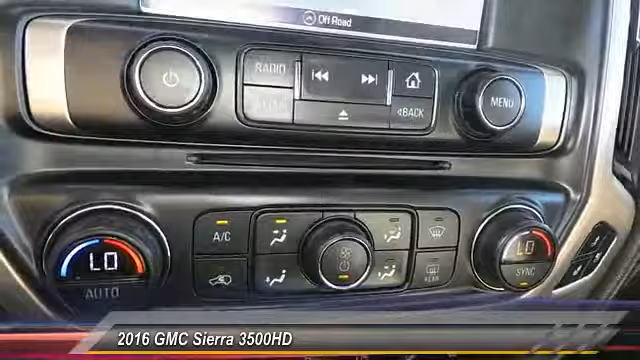 Off Road
RADIO
MENU
BACK
A/C
LO
LO
SYNC
AUTO
REAR
2016 GMC Sierra 3500HD